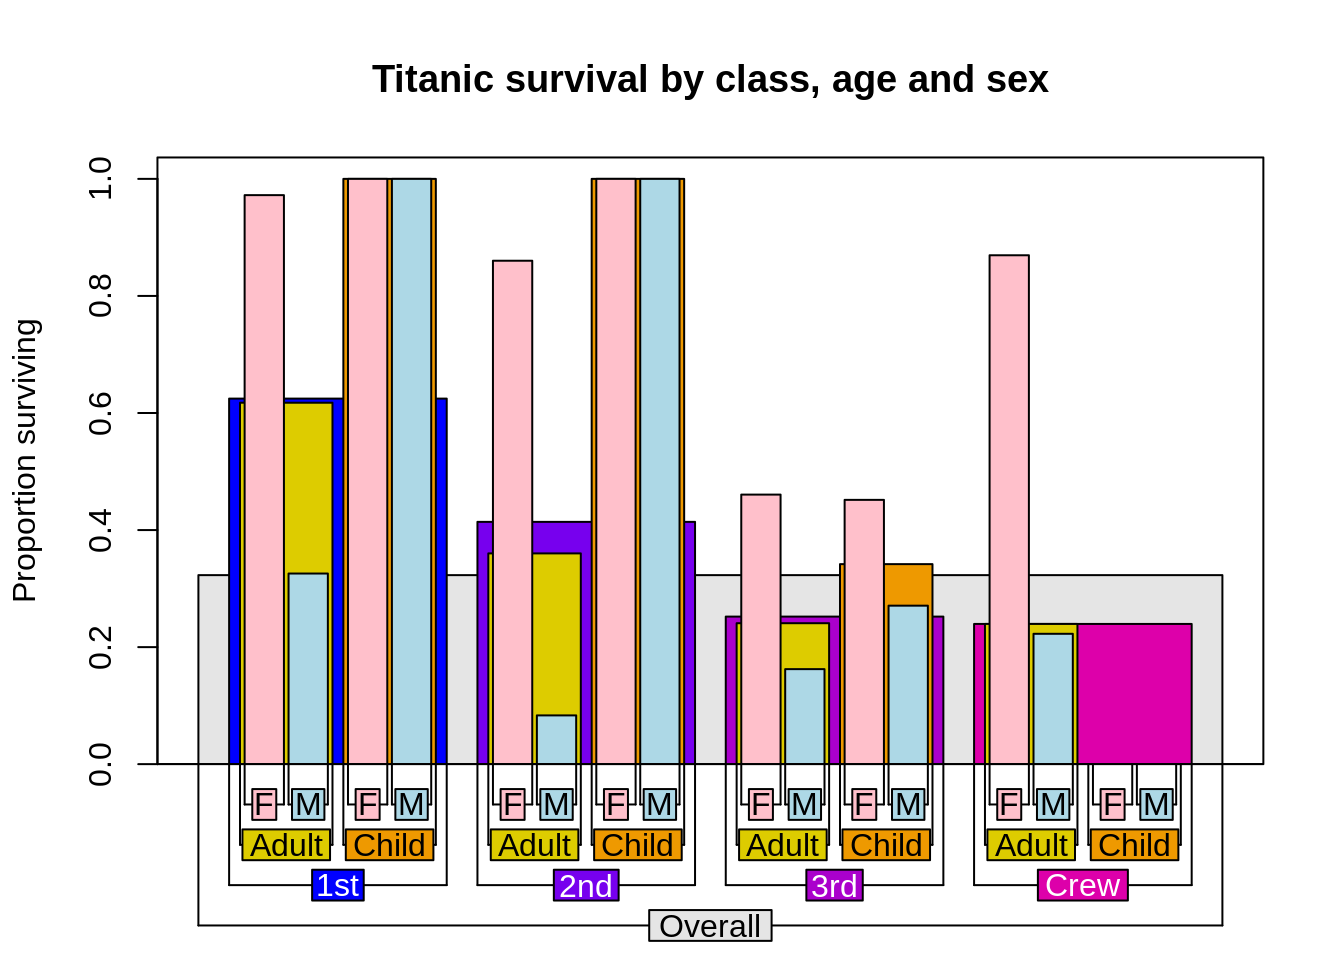 Titanic survival by class, age and sex
Proportion surviving
1.0
0.8
0.6
0.4
0.2
0.0
F M F M F M F M F M F M F M F M
Adult Child Adult Child Adult Child Adult Child
1st 2nd 3rd Crew
Overall